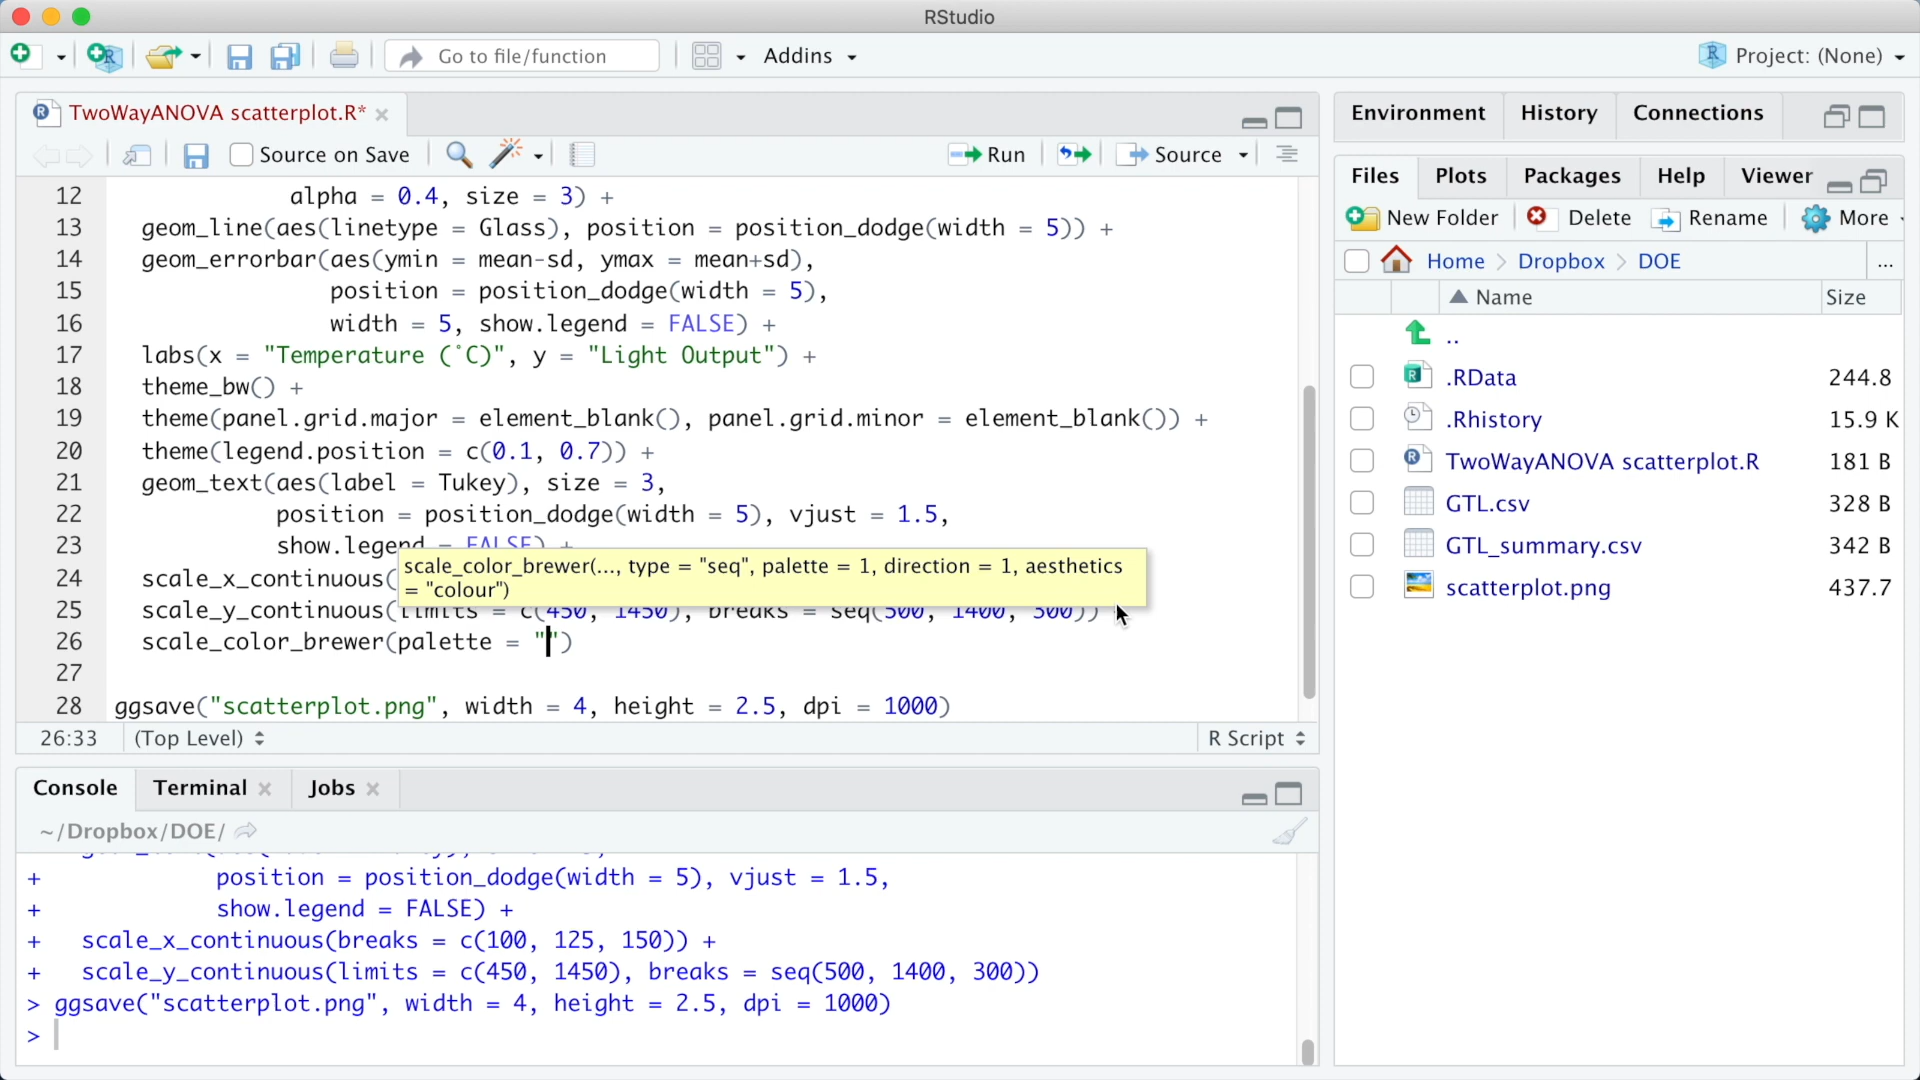 RStudio
Go to file/function
Addins
Project: (None)
TwoWayANOVA scatterplot.R*
Source on Save
Run
Source
12 alpha = 0.4, size = 3) +
13 geom_line(aes(linetype = Glass), position = position_dodge(width = 5)) +
14 geom_errorbar(aes(ymin = mean-sd, ymax = mean+sd),
15 position = position_dodge(width = 5),
16 width = 5, show.legend = FALSE) +
17 labs(x = "Temperature (˚C)", y = "Light Output") +
18 theme_bw() +
19 theme(panel.grid.major = element_blank(), panel.grid.minor = element_blank()) +
20 theme(legend.position = c(0.1, 0.7)) +
21 geom_text(aes(label = Tukey), size = 3,
22 position = position_dodge(width = 5), vjust = 1.5,
23 show.legend = FALSE) +
scale_color_brewer(..., type = "seq", palette = 1, direction = 1, aesthetics
= "colour")
24 scale_x_continuous(
25 scale_y_continuous(limits = c(450, 1450), breaks = seq(500, 1400, 300))
26 scale_color_brewer(palette = "")
27
28 ggsave("scatterplot.png", width = 4, height = 2.5, dpi = 1000)
26:33
(Top Level)
R Script
Console
Terminal
Jobs
~/Dropbox/DOE/
+ position = position_dodge(width = 5), vjust = 1.5,
+ show.legend = FALSE) +
+ scale_x_continuous(breaks = c(100, 125, 150)) +
+ scale_y_continuous(limits = c(450, 1450), breaks = seq(500, 1400, 300))
> ggsave("scatterplot.png", width = 4, height = 2.5, dpi = 1000)
>
Environment
History
Connections
Files
Plots
Packages
Help
Viewer
New Folder
Delete
Rename
More
Home > Dropbox > DOE
...
Name
Size
..
.RData 244.8
.Rhistory 15.9 K
TwoWayANOVA scatterplot.R 181 B
GTL.csv 328 B
GTL_summary.csv 342 B
scatterplot.png 437.7